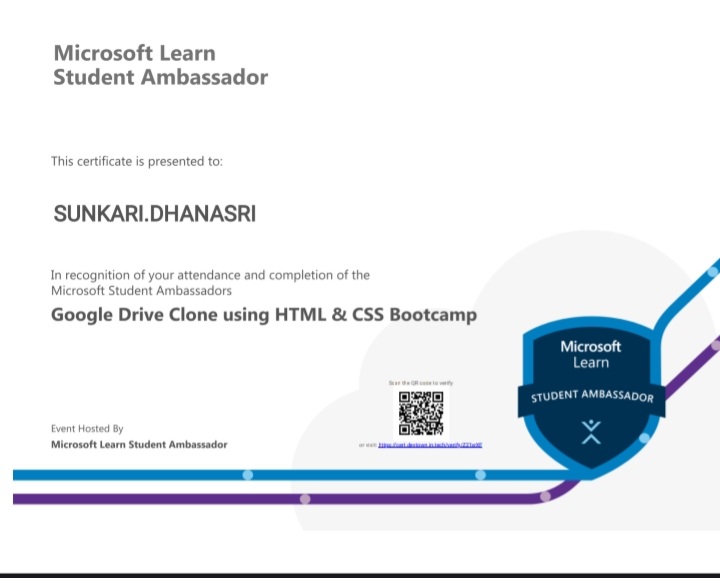 Microsoft Learn
Student Ambassador
This certificate is presented to:
SUNKARI.DHANASRI
In recognition of your attendance and completion of the
Microsoft Student Ambassadors
Google Drive Clone using HTML & CSS Bootcamp
Scan the QR code to verify
or visit:
Event Hosted By
Microsoft Learn Student Ambassador
Microsoft
Learn
STUDENT AMBASSADOR